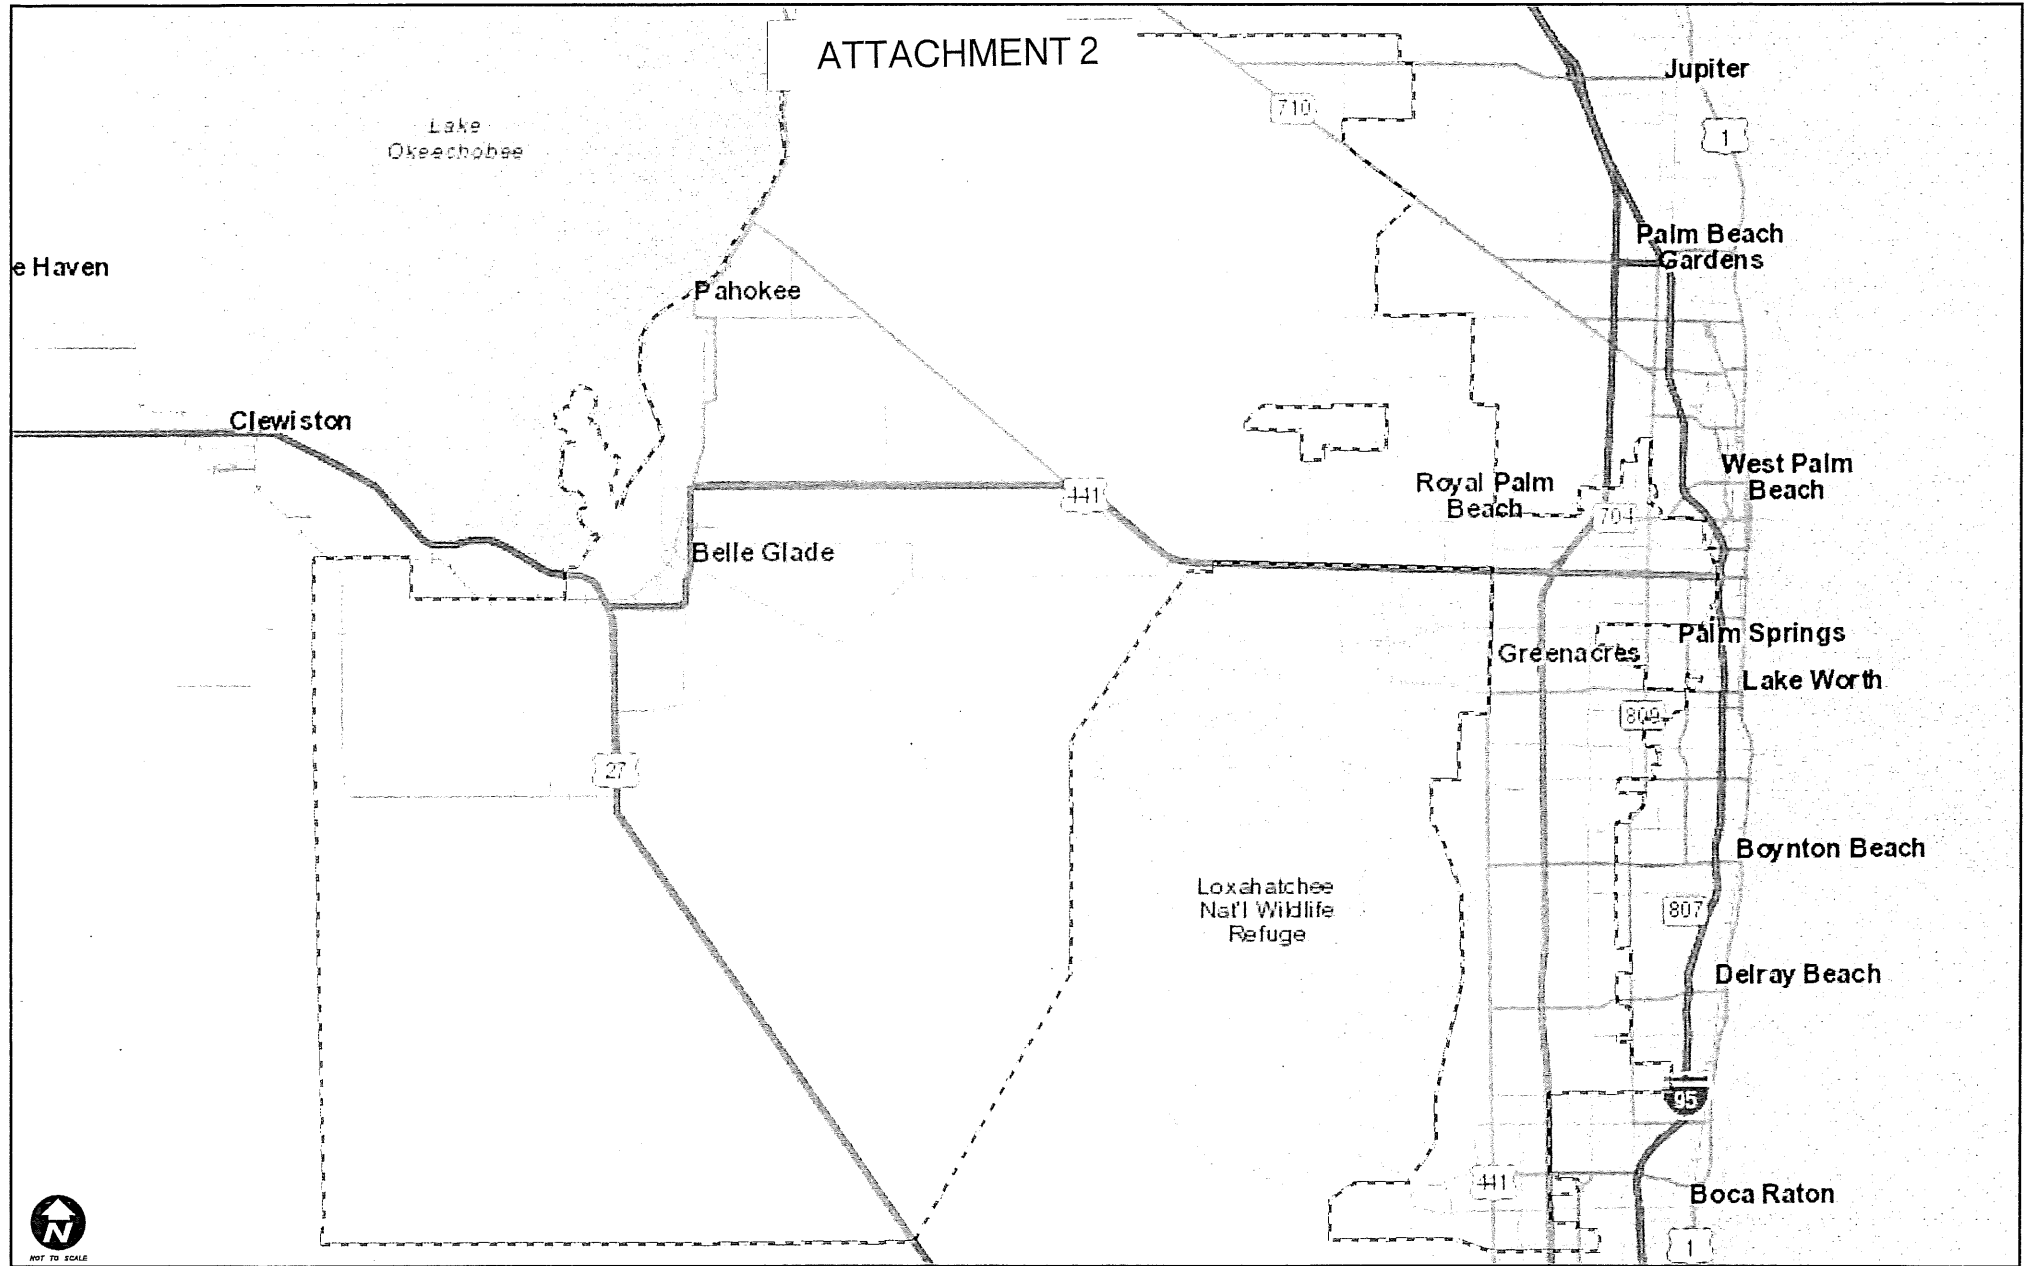 ATTACHMENT 2
Jupiter
710
1
Lake
Okeechobee
Palm Beach
Gardens
e Haven
Pahokee
Clewiston
West Palm
Beach
Royal Palm
Beach
441
704
Belle Glade
Palm Springs
Greenacres
Lake Worth
809
27
Boynton Beach
Loxahatchee
Nat'l Wildlife
Refuge
807
Delray Beach
95
441
Boca Raton
1
N
NOT TO SCALE